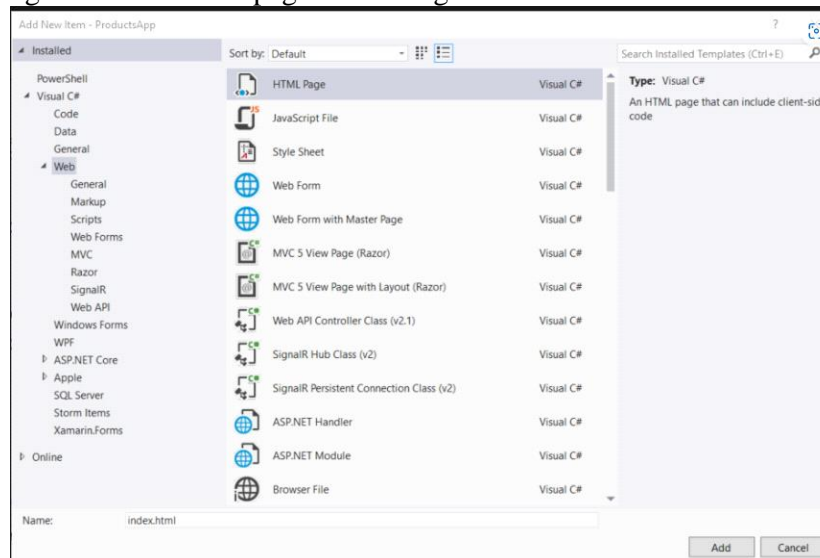 Add New Item - ProductsApp
?
Installed
Sort by: Default
Search Installed Templates (Ctrl+E)
PowerShell
Visual C#
Code
Data
General
Web
General
Markup
Scripts
Web Forms
MVC
Razor
SignalR
Web API
Windows Forms
WPF
ASP.NET Core
Apple
SQL Server
Storm Items
Xamarin.Forms
Online
HTML Page Visual C#
JavaScript File Visual C#
Style Sheet Visual C#
Web Form Visual C#
Web Form with Master Page Visual C#
MVC 5 View Page (Razor) Visual C#
MVC 5 View Page with Layout (Razor) Visual C#
Web API Controller Class (v2.1) Visual C#
SignalR Hub Class (v2) Visual C#
SignalR Persistent Connection Class (v2) Visual C#
ASP.NET Handler Visual C#
ASP.NET Module Visual C#
Browser File Visual C#
Type: Visual C#
An HTML page that can include client-sid
code
Name: index.html
Add Cancel